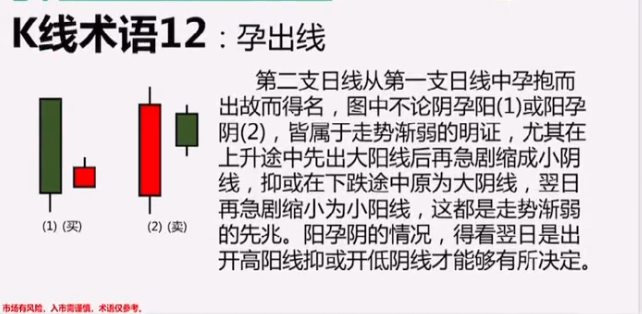 K线术语12：孕出线
第二支日线从第一支日线中孕抱而
出故而得名，图中不论阴孕阳(1)或阳孕
阴(2)，皆属于走势渐弱的明证，尤其在
上升途中先出大阳线后再急剧缩成小阴
线，抑或在下跌途中原为大阴线，翌日
再急剧缩小为小阳线，这都是走势渐弱
的先兆。阳孕阴的情况，得看翌日是出
开高阳线抑或开低阴线才能够有所决定。
(1) (买)
(2) (卖)
市场有风险，入市需谨慎，术语仅参考。